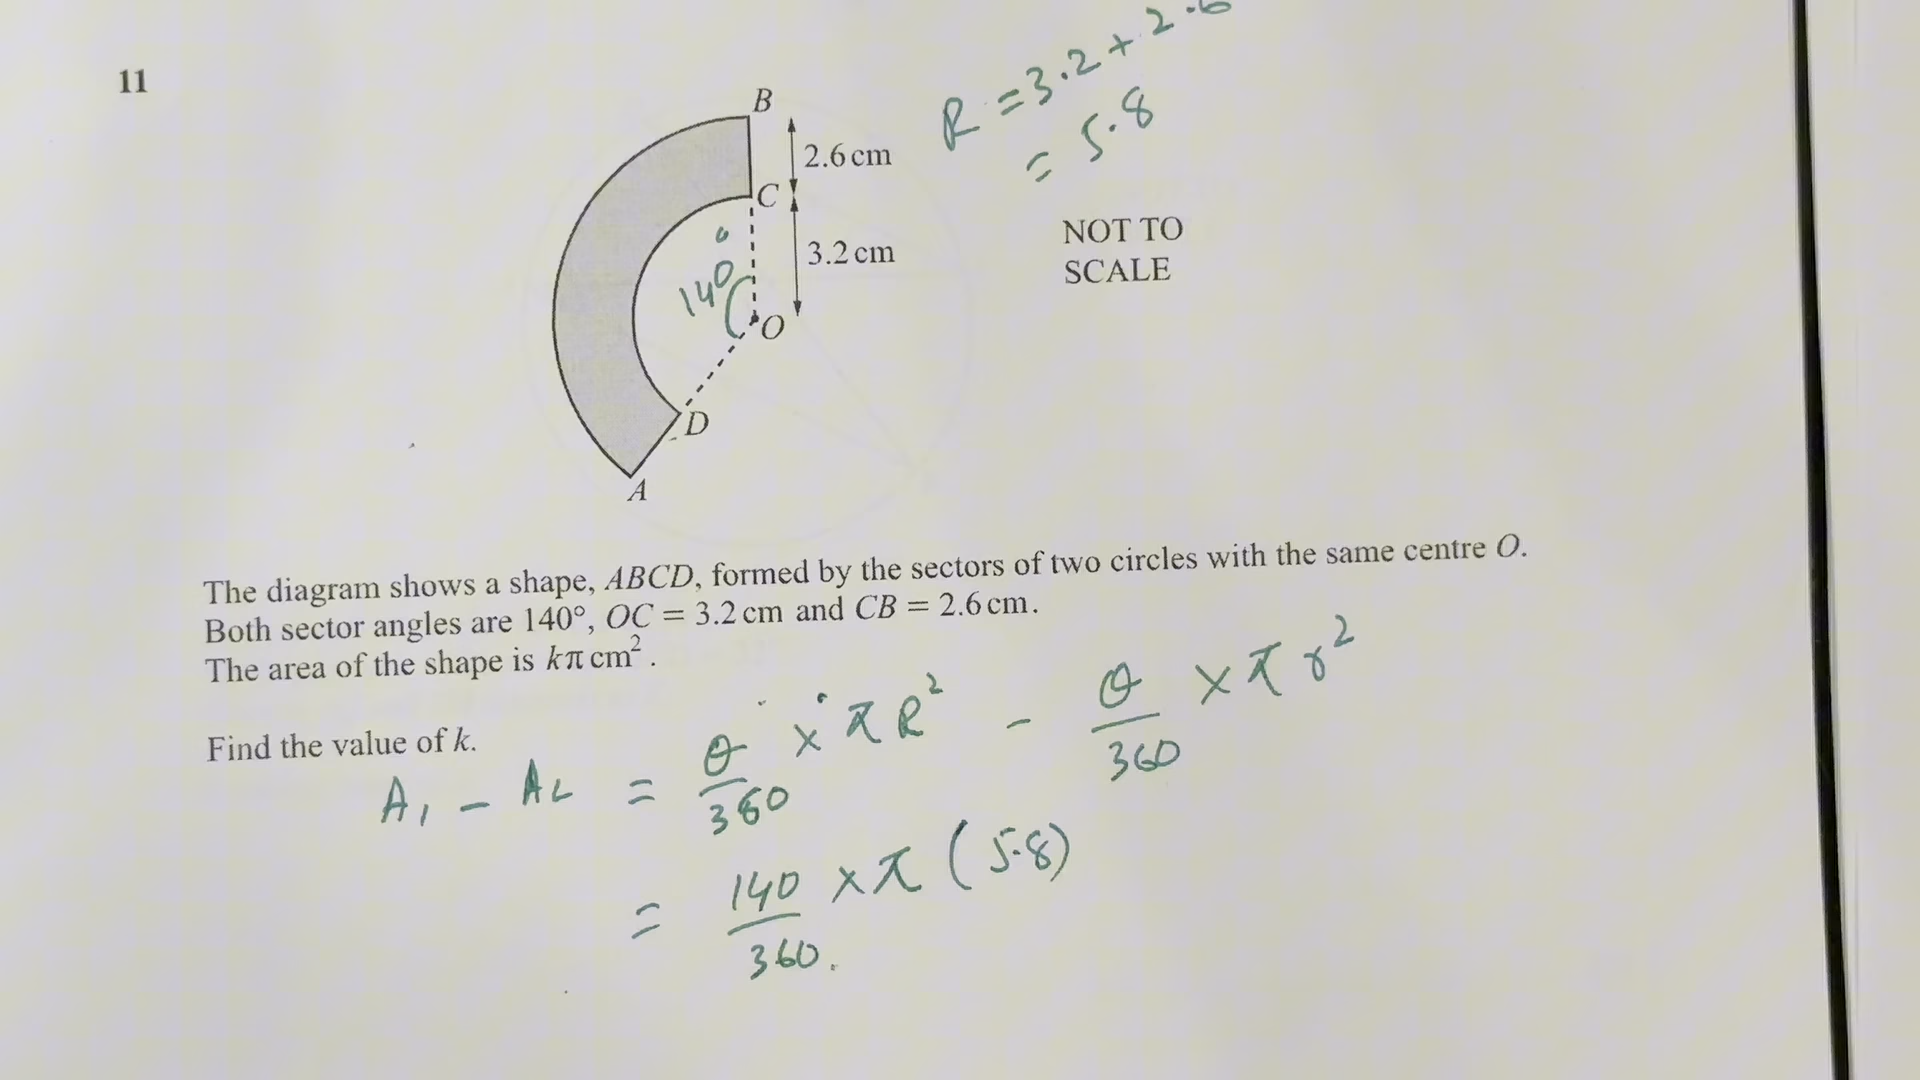 11
B
2.6 cm
C
3.2 cm
140°
O
D
A
R = 3.2 + 2.6
= 5.8
NOT TO
SCALE
The diagram shows a shape, ABCD, formed by the sectors of two circles with the same centre O.
Both sector angles are 140°, OC = 3.2 cm and CB = 2.6 cm.
The area of the shape is kπ cm².
Find the value of k.
A₁ - A₂ = θ/360 × π R² - θ/360 × π r²
= 140/360 × π (5.8)